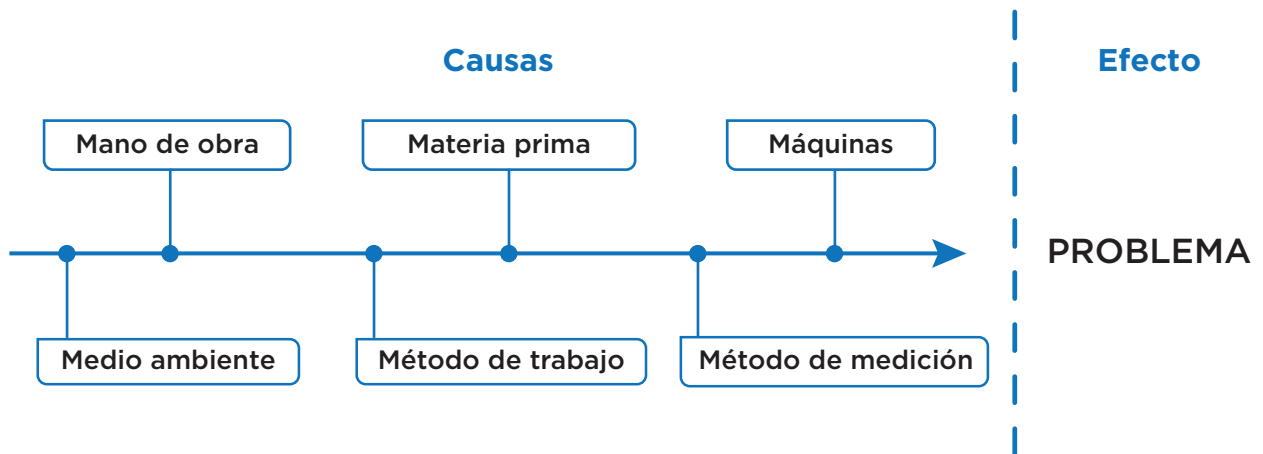 Causas
Efecto
Mano de obra
Materia prima
Máquinas
PROBLEMA
Medio ambiente
Método de trabajo
Método de medición